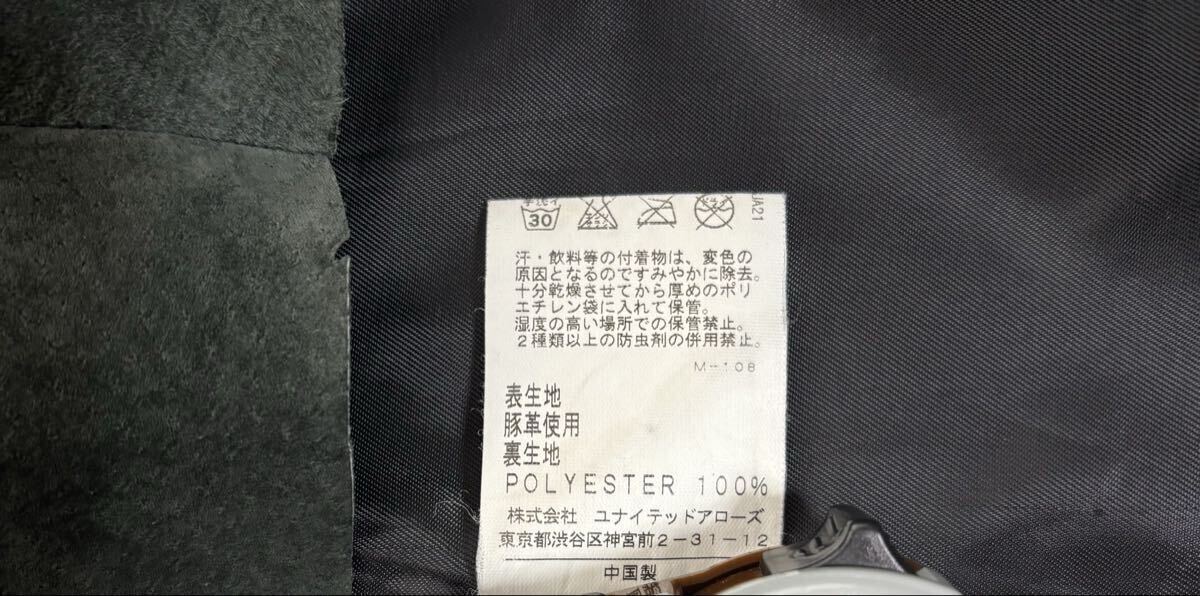 手洗イ
30
UA21
汗・飲料等の付着物は、変色の
原因となるのですみやかに除去。
十分乾燥させてから厚めのポリ
エチレン袋に入れて保管。
湿度の高い場所での保管禁止。
2種類以上の防虫剤の併用禁止。
M-108
表生地
豚革使用
裏生地
POLYESTER 100%
株式会社 ユナイテッドアローズ
東京都渋谷区神宮前2-31-12
中国製